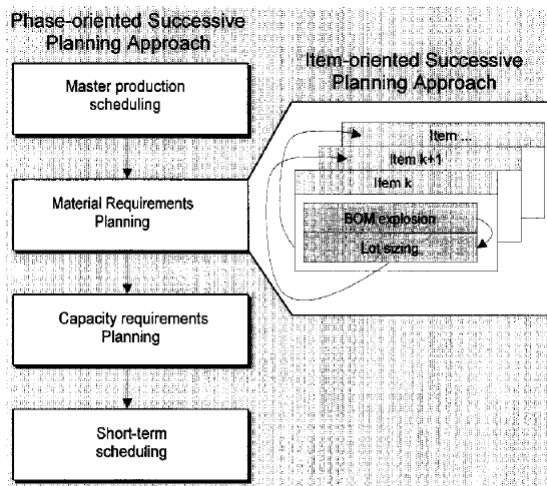 Phase-oriented Successive
Planning Approach
Master production
scheduling
Material Requirements
Planning
Capacity requirements
Planning
Short-term
scheduling
Item-oriented Successive
Planning Approach
Item ...
Item k+1
Item k
BOM explosion
Lot sizing